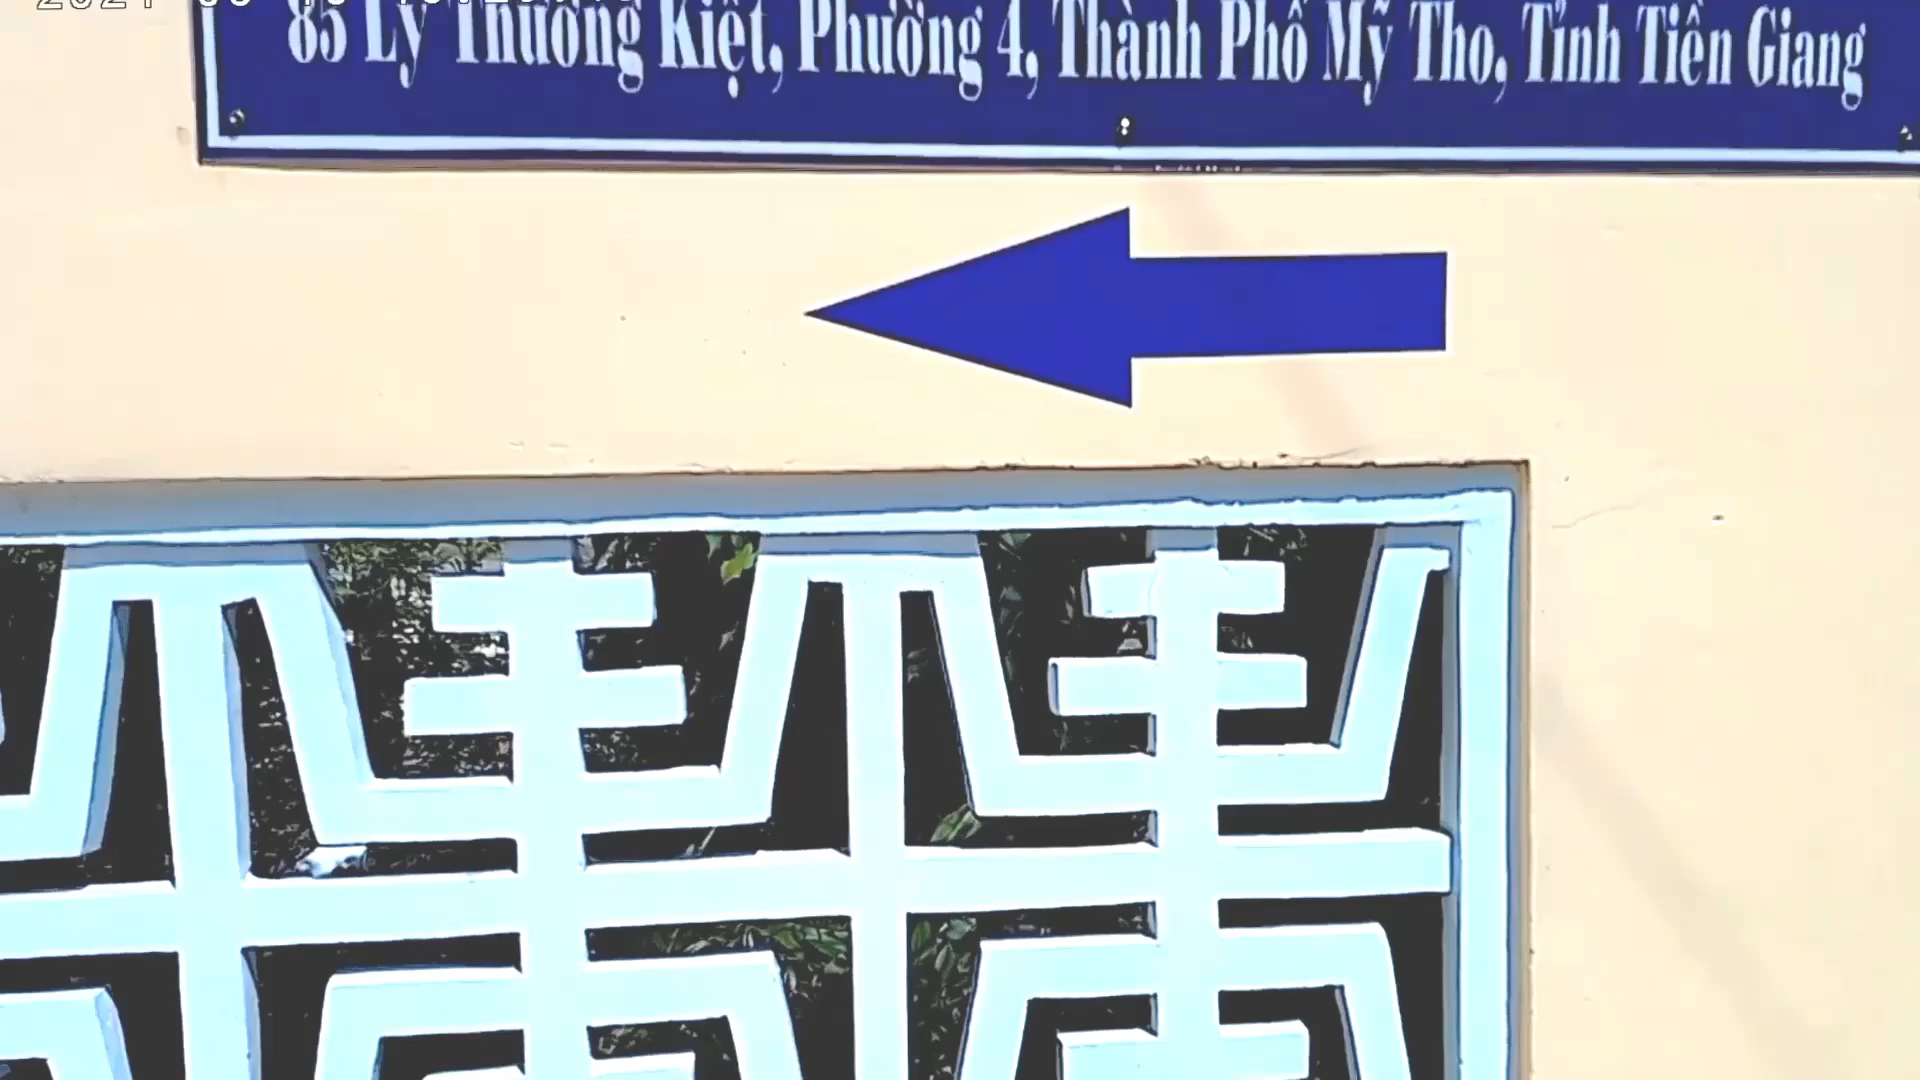 85 Lý Thường Kiệt, Phường 4, Thành Phố Mỹ Tho, Tỉnh Tiền Giang